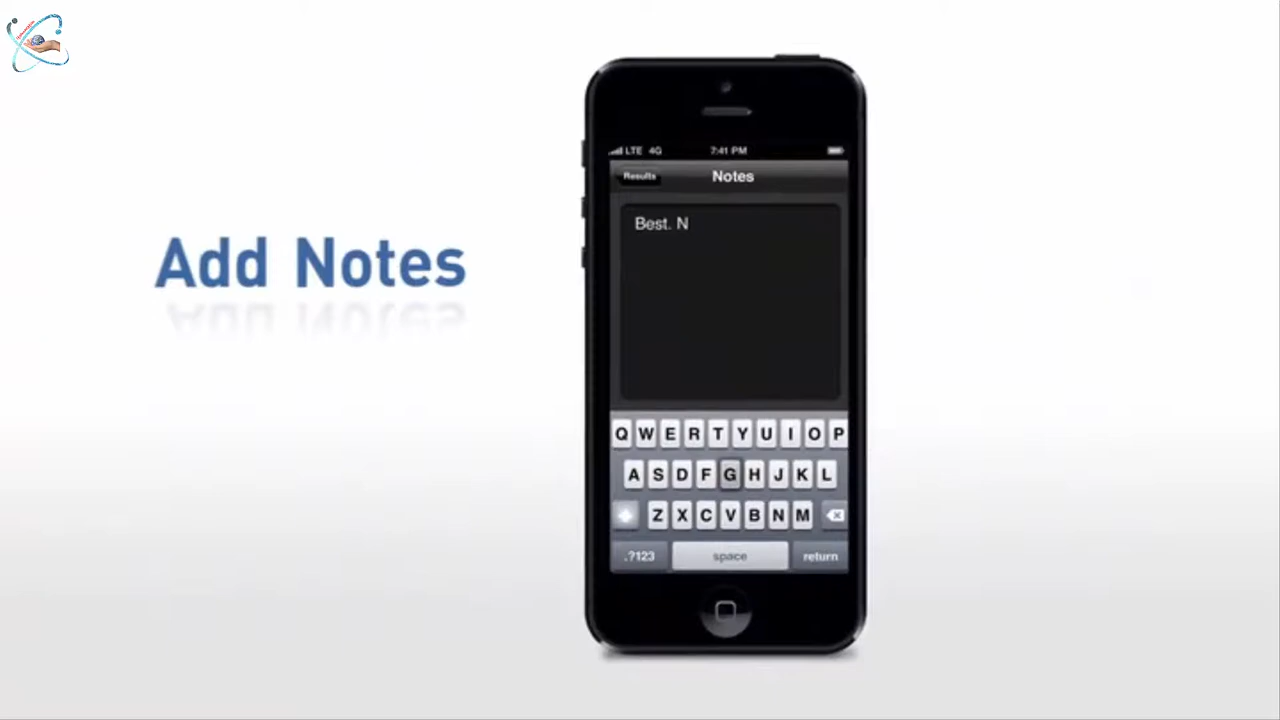 Add Notes
LTE 4G 7:41 PM
Results Notes
Best. N
Q W E R T Y U I O P
A S D F G H J K L
Z X C V B N M
.?123 space return